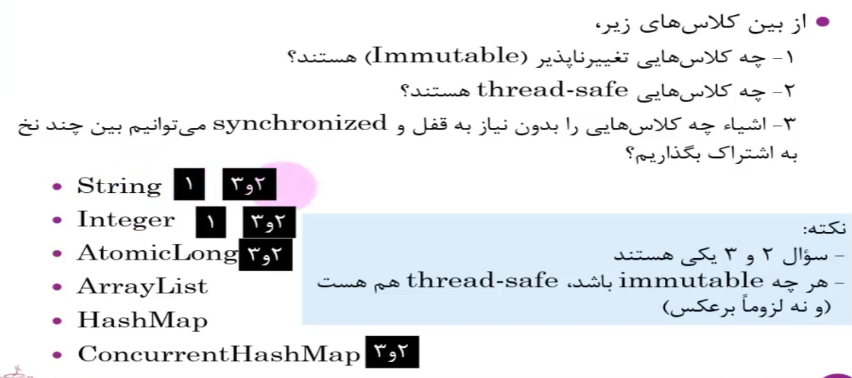 • از بین کلاس‌های زیر،
۱- چه کلاس‌هایی تغییرناپذیر (Immutable) هستند؟
۲- چه کلاس‌هایی thread-safe هستند؟
۳- اشیاء چه کلاس‌هایی را بدون نیاز به قفل و synchronized می‌توانیم بین چند نخ
به اشتراک بگذاریم؟
• String ۱ ۲و۳
• Integer ۱ ۲و۳
• AtomicLong ۲و۳
• ArrayList
• HashMap
• ConcurrentHashMap ۲و۳
نکته:
- سؤال ۲ و ۳ یکی هستند
- هر چه immutable باشد، thread-safe هم هست
(و نه لزوماً برعکس)